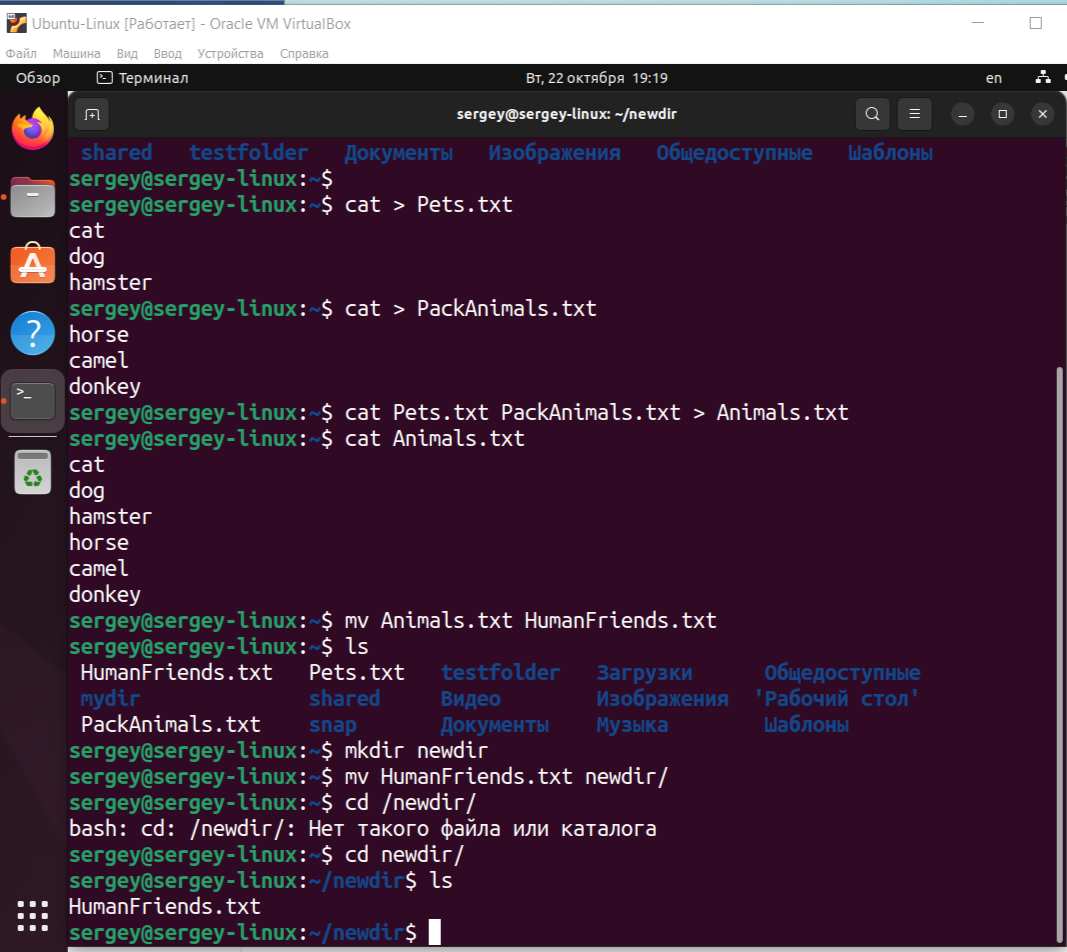 Ubuntu-Linux [Работает] - Oracle VM VirtualBox
Файл Машина Вид Ввод Устройства Справка
Обзор Терминал Вт, 22 октября 19:19 en
sergey@sergey-linux: ~/newdir
shared testfolder Документы Изображения Общедоступные Шаблоны
sergey@sergey-linux:~$
sergey@sergey-linux:~$ cat > Pets.txt
cat
dog
hamster
sergey@sergey-linux:~$ cat > PackAnimals.txt
horse
camel
donkey
sergey@sergey-linux:~$ cat Pets.txt PackAnimals.txt > Animals.txt
sergey@sergey-linux:~$ cat Animals.txt
cat
dog
hamster
horse
camel
donkey
sergey@sergey-linux:~$ mv Animals.txt HumanFriends.txt
sergey@sergey-linux:~$ ls
HumanFriends.txt Pets.txt testfolder Загрузки Общедоступные
mydir shared Видео Изображения 'Рабочий стол'
PackAnimals.txt snap Документы Музыка Шаблоны
sergey@sergey-linux:~$ mkdir newdir
sergey@sergey-linux:~$ mv HumanFriends.txt newdir/
sergey@sergey-linux:~$ cd /newdir/
bash: cd: /newdir/: Нет такого файла или каталога
sergey@sergey-linux:~$ cd newdir/
sergey@sergey-linux:~/newdir$ ls
HumanFriends.txt
sergey@sergey-linux:~/newdir$